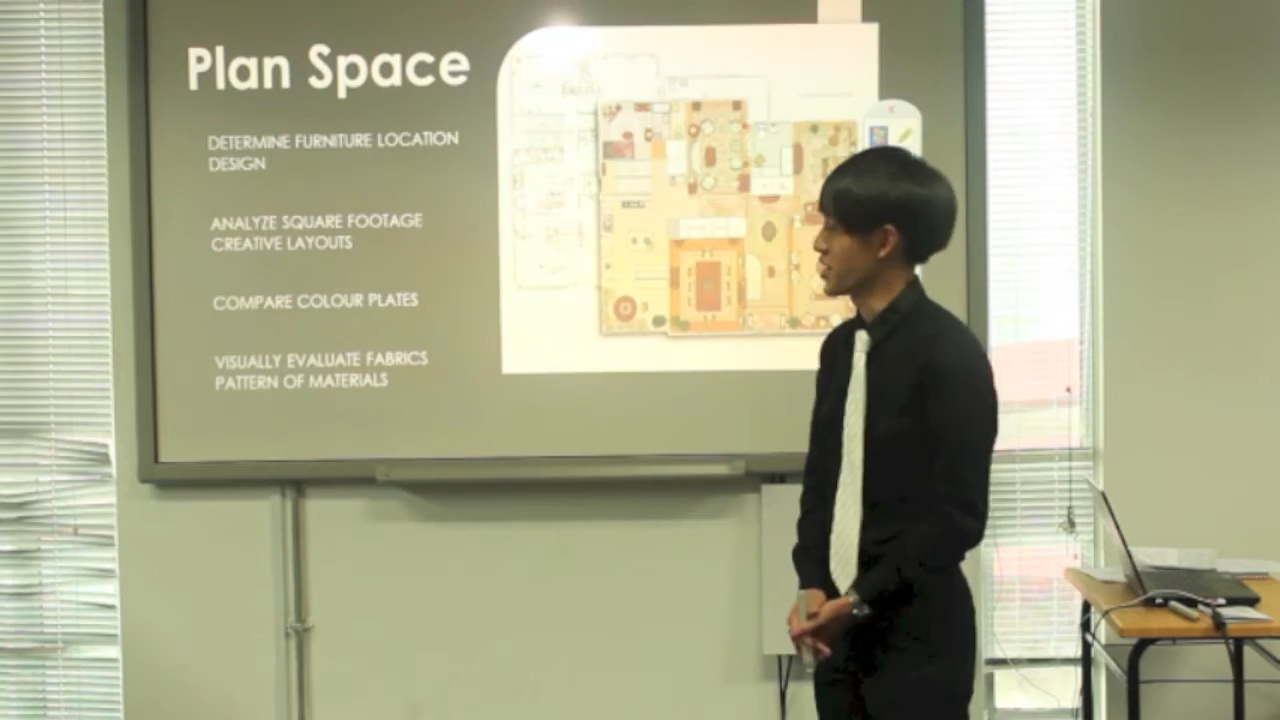 Plan Space
DETERMINE FURNITURE LOCATION
DESIGN
ANALYZE SQUARE FOOTAGE
CREATIVE LAYOUTS
COMPARE COLOUR PLATES
VISUALLY EVALUATE FABRICS
PATTERN OF MATERIALS